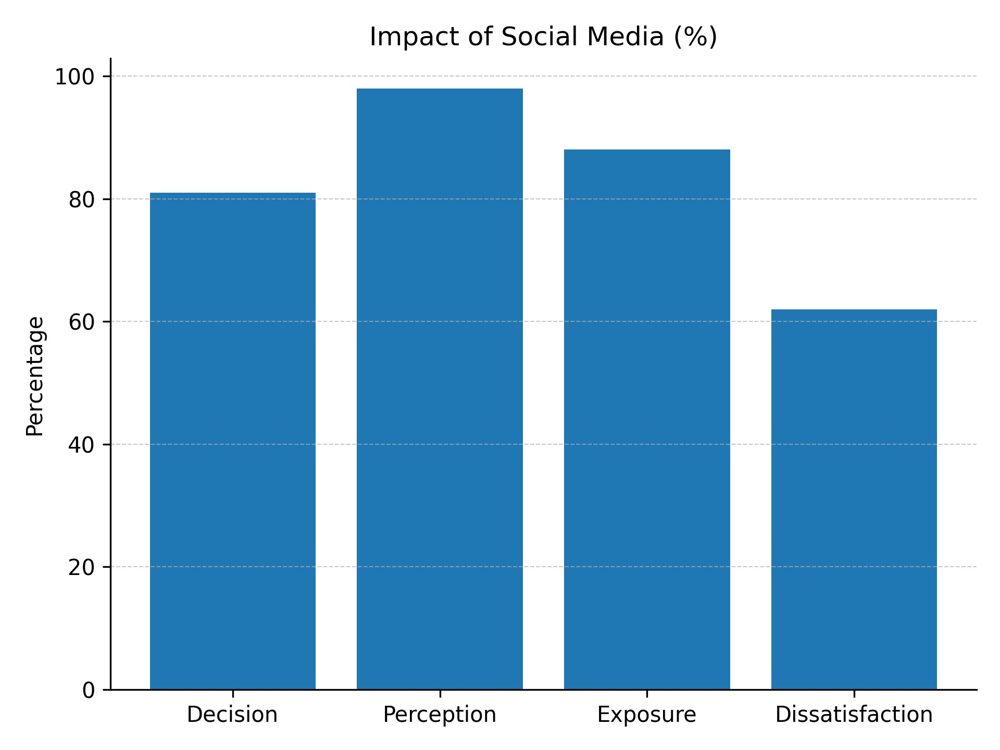 Impact of Social Media (%)
Percentage
100
80
60
40
20
0
Decision
Perception
Exposure
Dissatisfaction